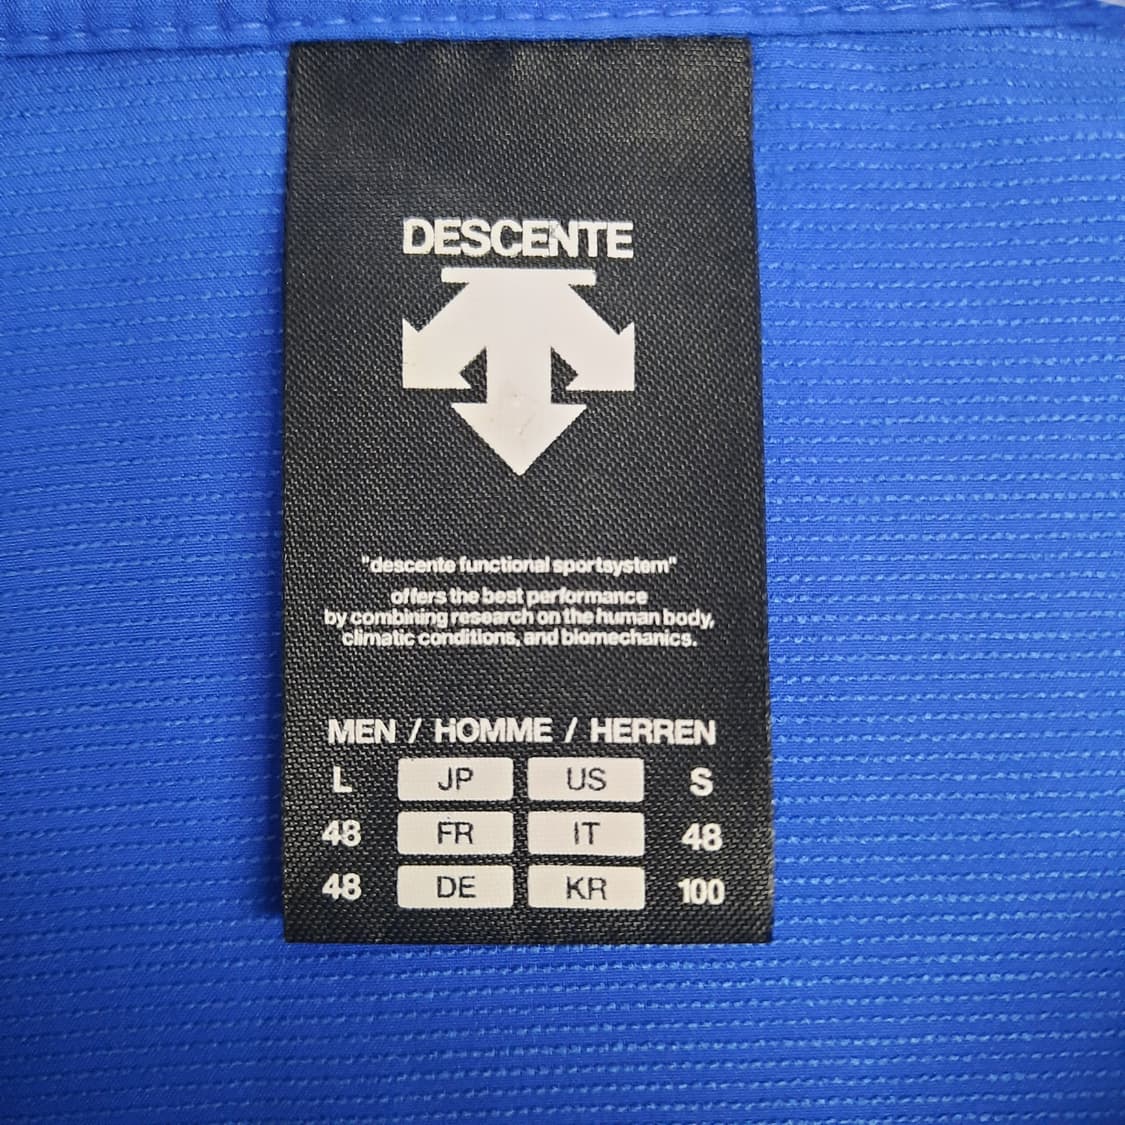 DESCENTE
"descente functional sportsystem"
offers the best performance
by combining research on the human body,
climatic conditions, and biomechanics.
MEN / HOMME / HERREN
L JP US S
48 FR IT 48
48 DE KR 100